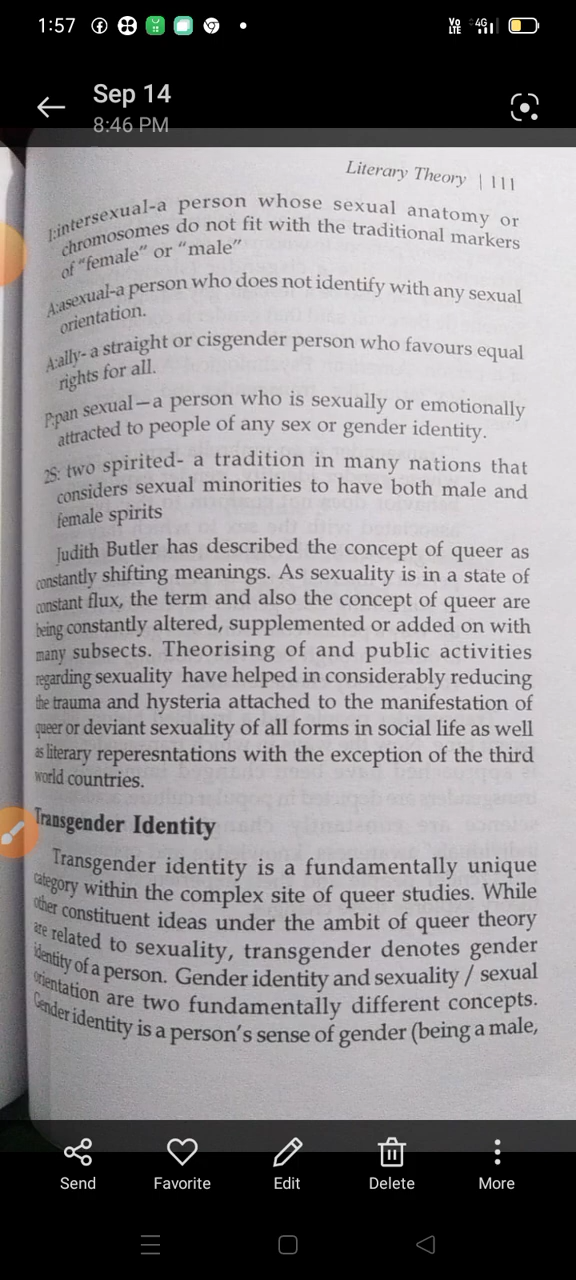 1:57
Vo LTE 4G
Sep 14
8:46 PM
Literary Theory | 111
I:intersexual-a person whose sexual anatomy or
chromosomes do not fit with the traditional markers
of "female" or "male"
A:asexual-a person who does not identify with any sexual
orientation.
A:ally- a straight or cisgender person who favours equal
rights for all.
P:pan sexual—a person who is sexually or emotionally
attracted to people of any sex or gender identity.
2S: two spirited- a tradition in many nations that
considers sexual minorities to have both male and
female spirits
Judith Butler has described the concept of queer as
constantly shifting meanings. As sexuality is in a state of
constant flux, the term and also the concept of queer are
being constantly altered, supplemented or added on with
many subsects. Theorising of and public activities
regarding sexuality have helped in considerably reducing
the trauma and hysteria attached to the manifestation of
queer or deviant sexuality of all forms in social life as well
as literary reperesntations with the exception of the third
world countries.
Transgender Identity
Transgender identity is a fundamentally unique
category within the complex site of queer studies. While
other constituent ideas under the ambit of queer theory
are related to sexuality, transgender denotes gender
identity of a person. Gender identity and sexuality / sexual
orientation are two fundamentally different concepts.
Gender identity is a person's sense of gender (being a male,
Send Favorite Edit Delete More